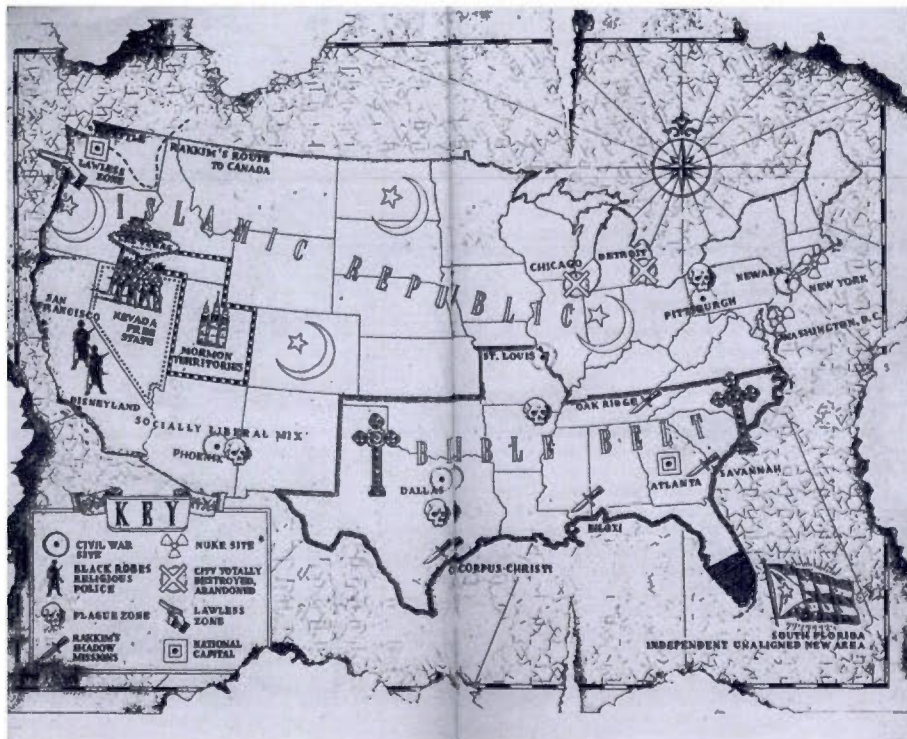 SEATTLE
LAWLESS
ZONE
RAKKIM'S ROUTE
TO CANADA
ISLAMIC REPUBLIC
CHICAGO
DETROIT
NEWARK
NEW YORK
PITTSBURGH
WASHINGTON, D.C.
SAN
FRANCISCO
NEVADA
FREE
STATE
MORMON
TERRITORIES
ST. LOUIS
DISNEYLAND
OAK RIDGE
SOCIALLY LIBERAL MIX
BIBLE BELT
PHOENIX
DALLAS
ATLANTA
SAVANNAH
BILOXI
CORPUS CHRISTI
SOUTH FLORIDA
INDEPENDENT UNALIGNED NEW AREA
KEY
CIVIL WAR
SITE
NUKE SITE
BLACK ROBES
RELIGIOUS
POLICE
CITY TOTALLY
DESTROYED,
ABANDONED
PLAGUE ZONE
LAWLESS
ZONE
RAKKIM'S
SHADOW
MISSIONS
NATIONAL
CAPITAL